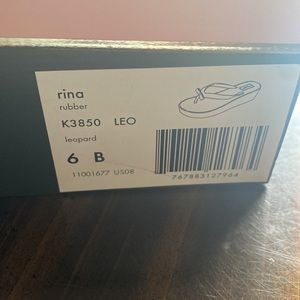 rina
rubber
K3850 LEO
leopard
6 B
11001677 US08
767883127964